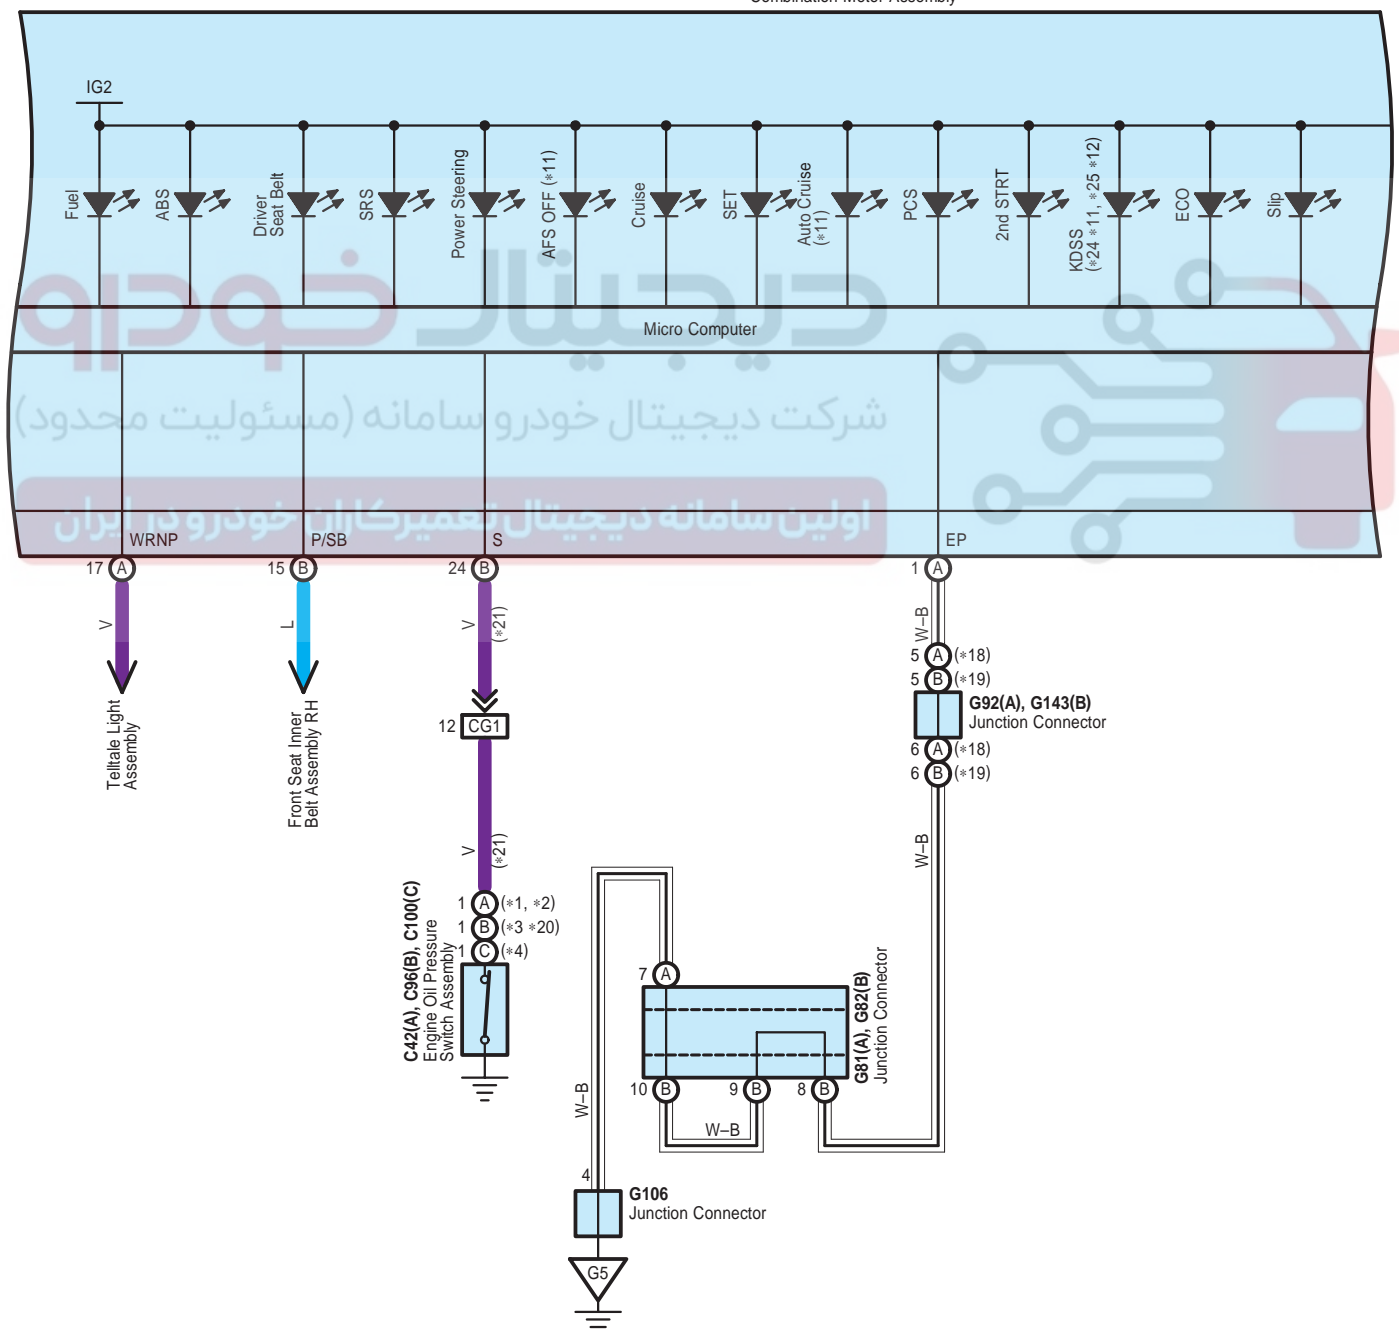 Combination Meter Assembly
IG2
Fuel
ABS
Driver
Seat Belt
SRS
Power Steering
AFS OFF (*11)
Cruise
SET
Auto Cruise
(*11)
PCS
2nd STRT
KDSS
(*24 *11, *25 *12)
ECO
Slip
دیجیتال خودرو
Micro Computer
شرکت دیجیتال خودرو سامانه (مسئولیت محدود)
اولین سامانه دیجیتال تعمیرکاران خودرو در ایران
WRNP
P/SB
S
EP
17 A
15 B
24 B
1 A
V
L
V
(*21)
W–B
5 A (*18)
5 B (*19)
G92(A), G143(B)
Junction Connector
6 A (*18)
6 B (*19)
Telltale Light
Assembly
Front Seat Inner
Belt Assembly RH
12 CG1
V
(*21)
W–B
1 A (*1, *2)
1 B (*3 *20)
1 C (*4)
C42(A), C96(B), C100(C)
Engine Oil Pressure
Switch Assembly
7 A
G81(A), G82(B)
Junction Connector
10 B
9 B
8 B
W–B
W–B
4
G106
Junction Connector
G5